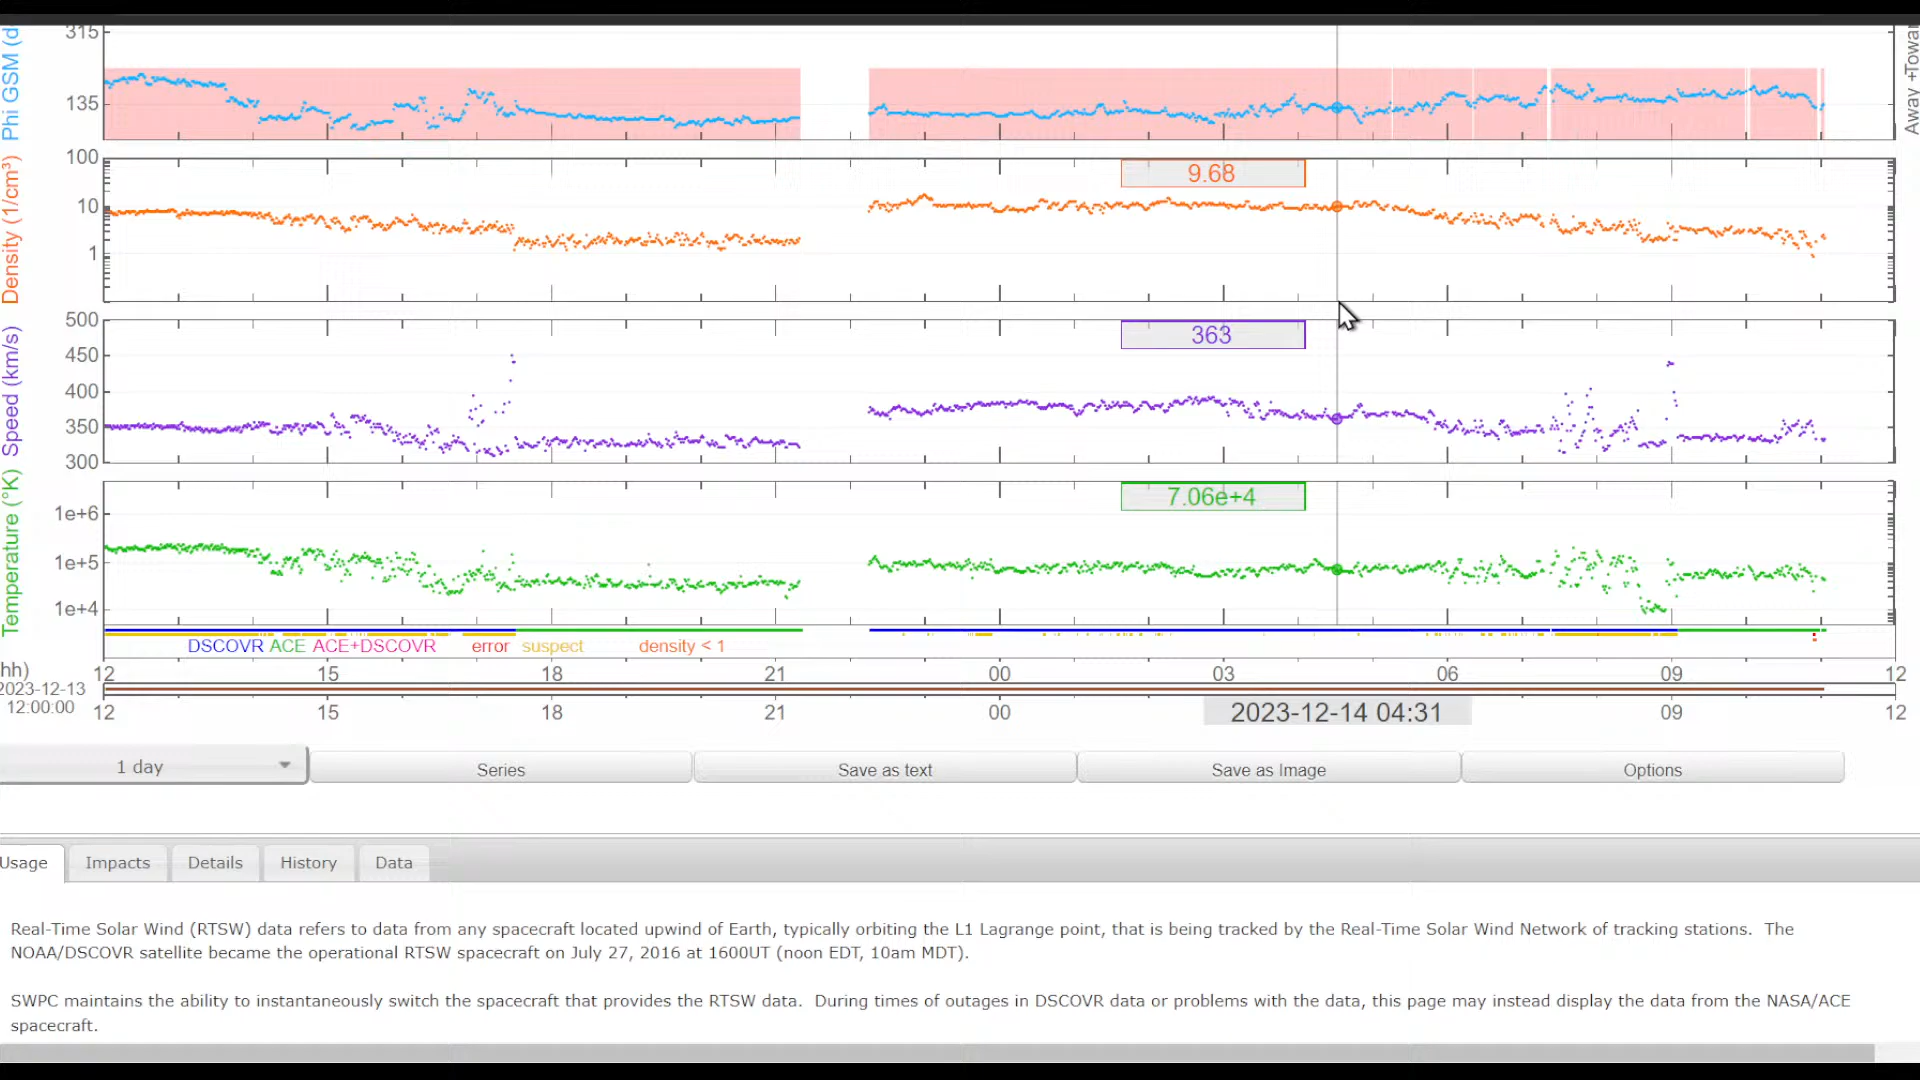 315
Phi GSM (d
135
Away +Towar
100
Density (1/cm³)
10
1
9.68
500
Speed (km/s)
450
400
350
300
363
Temperature (°K)
1e+6
1e+5
1e+4
7.06e+4
DSCOVR ACE ACE+DSCOVR error suspect density < 1
hh)
12 15 18 21 00 03 06 09 12
2023-12-13
12:00:00
12 15 18 21 00 2023-12-14 04:31 09 12
1 day Series Save as text Save as Image Options
Usage Impacts Details History Data
Real-Time Solar Wind (RTSW) data refers to data from any spacecraft located upwind of Earth, typically orbiting the L1 Lagrange point, that is being tracked by the Real-Time Solar Wind Network of tracking stations. The
NOAA/DSCOVR satellite became the operational RTSW spacecraft on July 27, 2016 at 1600UT (noon EDT, 10am MDT).
SWPC maintains the ability to instantaneously switch the spacecraft that provides the RTSW data. During times of outages in DSCOVR data or problems with the data, this page may instead display the data from the NASA/ACE
spacecraft.